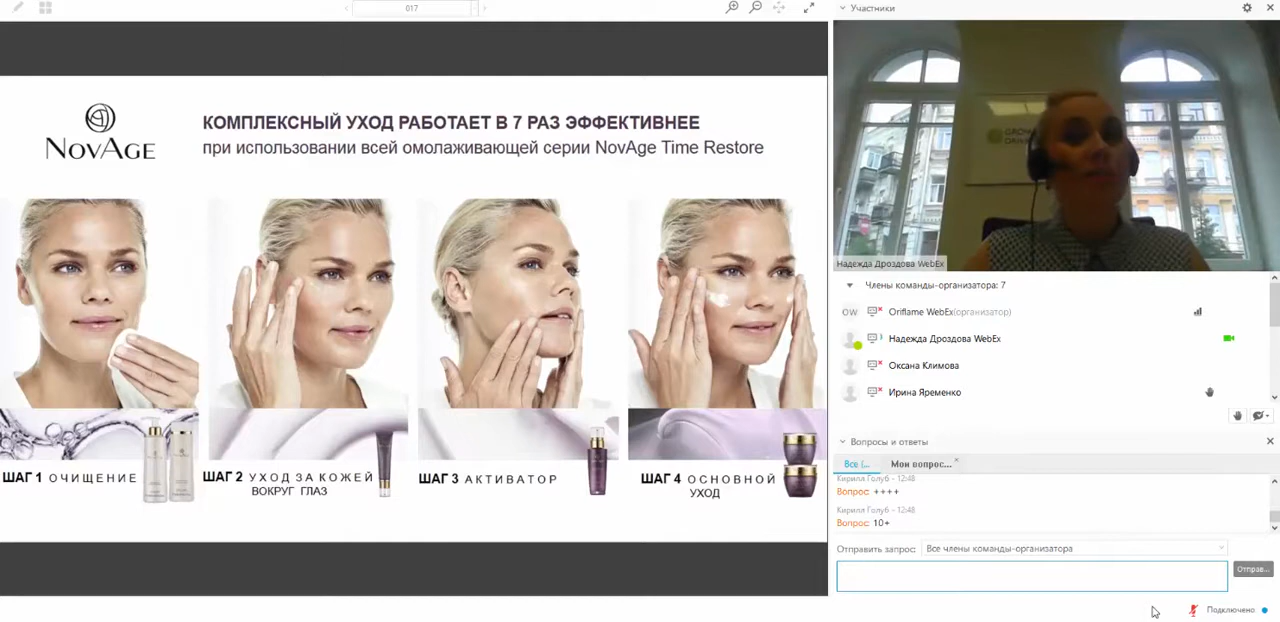 017
NOVAGE
КОМПЛЕКСНЫЙ УХОД РАБОТАЕТ В 7 РАЗ ЭФФЕКТИВНЕЕ
при использовании всей омолаживающей серии NovAge Time Restore
ШАГ 1 ОЧИЩЕНИЕ
ШАГ 2 УХОД ЗА КОЖЕЙ
ВОКРУГ ГЛАЗ
ШАГ 3 АКТИВАТОР
ШАГ 4 ОСНОВНОЙ
УХОД
Участники
Надежда Дроздова WebEx
Члены команды-организатора: 7
OW Oriflame WebEx(организатор)
Надежда Дроздова WebEx
Оксана Климова
Ирина Яременко
Вопросы и ответы
Все (... Мои вопрос...
Кирилл Голуб - 12:48
Вопрос: ++++
Кирилл Голуб - 12:48
Вопрос: 10+
Отправить запрос: Все члены команды-организатора
Отправ...
Подключено